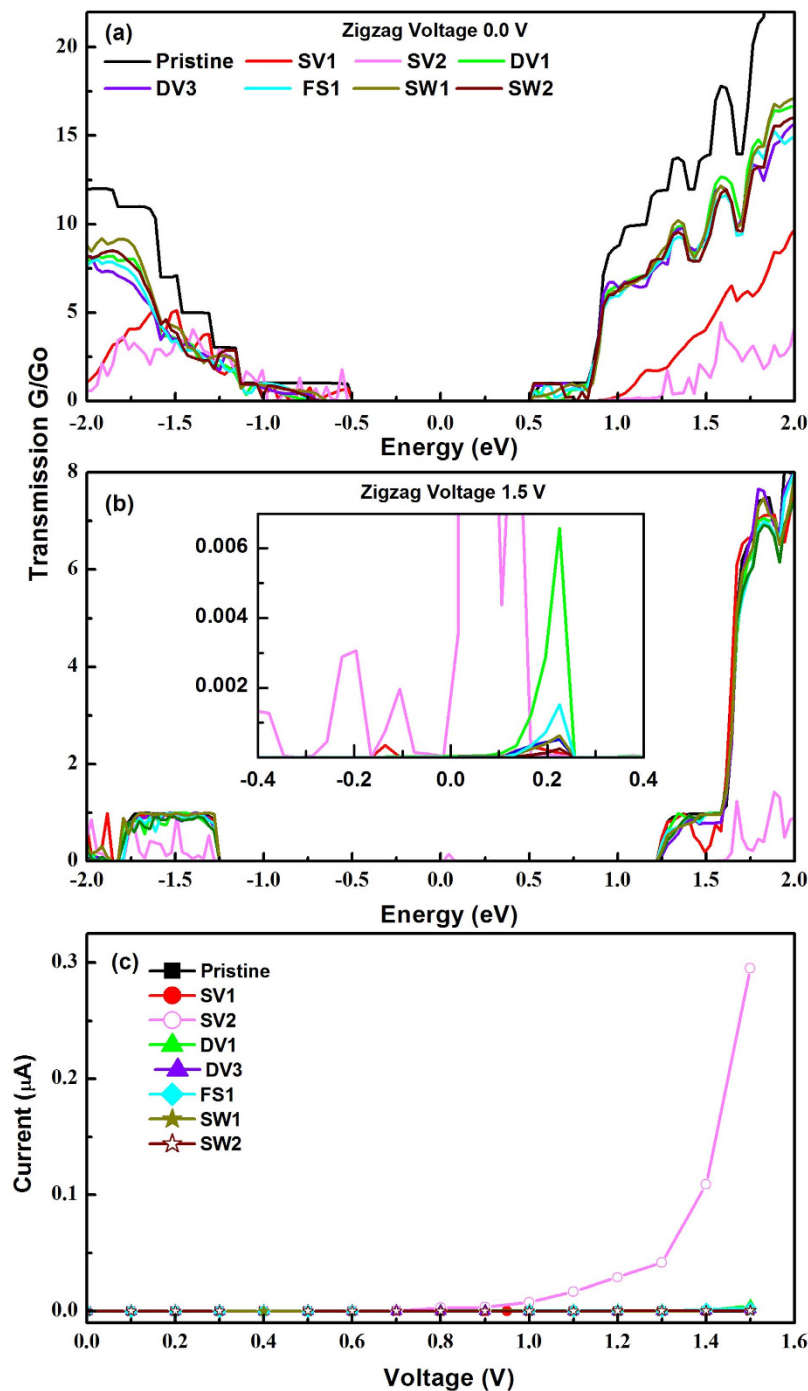 (a) Zigzag Voltage 0.0 V
Pristine SV1 SV2 DV1
DV3 FS1 SW1 SW2
20
15
10
5
0
-2.0 -1.5 -1.0 -0.5 0.0 0.5 1.0 1.5 2.0
Energy (eV)
Transmission G/Go
(b) Zigzag Voltage 1.5 V
8
6
4
2
1
0
0.006
0.004
0.002
-0.4 -0.2 0.0 0.2 0.4
-2.0 -1.5 -1.0 -0.5 0.0 0.5 1.0 1.5 2.0
Energy (eV)
(c)
Pristine
SV1
SV2
DV1
DV3
FS1
SW1
SW2
0.3
0.2
0.1
0.0
Current (μA)
0.0 0.2 0.4 0.6 0.8 1.0 1.2 1.4 1.6
Voltage (V)